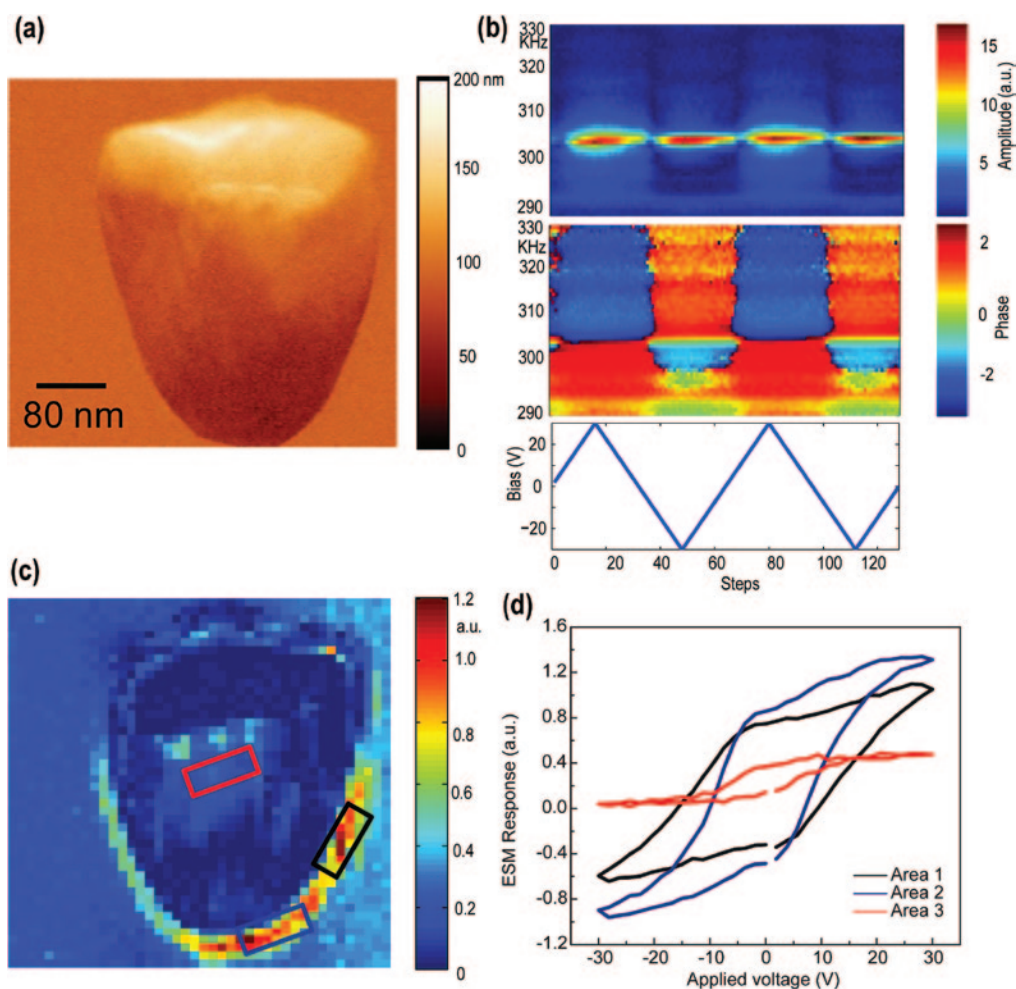 (a)
200 nm
150
100
50
0
80 nm
(b)
330
KHz
320
310
300
290
15
10
5
Amplitude (a.u.)
330
KHz
320
310
300
290
2
0
-2
Phase
20
0
−20
Bias (V)
0
20
40
60
80
100
120
Steps
(c)
1.2
a.u.
1.0
0.8
0.6
0.4
0.2
0
(d)
1.6
1.2
0.8
0.4
0.0
-0.4
-0.8
-1.2
ESM Response (a.u.)
Area 1
Area 2
Area 3
-30
-20
-10
0
10
20
30
Applied voltage (V)